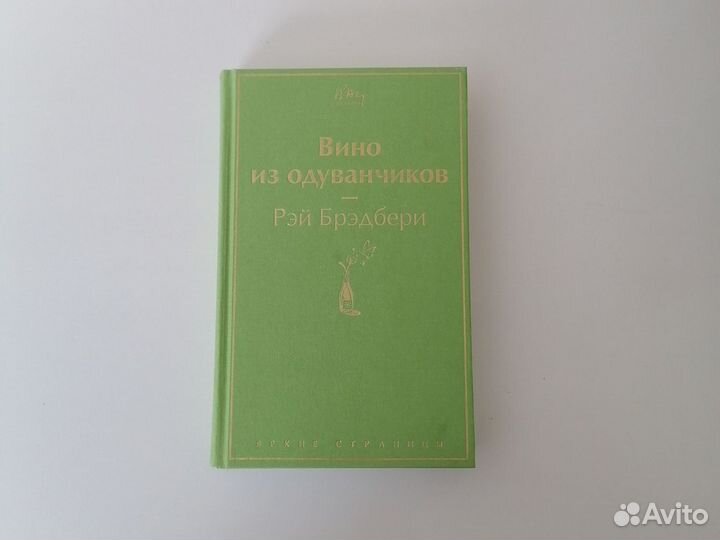 Вино
из одуванчиков
Рэй Брэдбери
ЯРКИЕ СТРАНИЦЫ
Avito